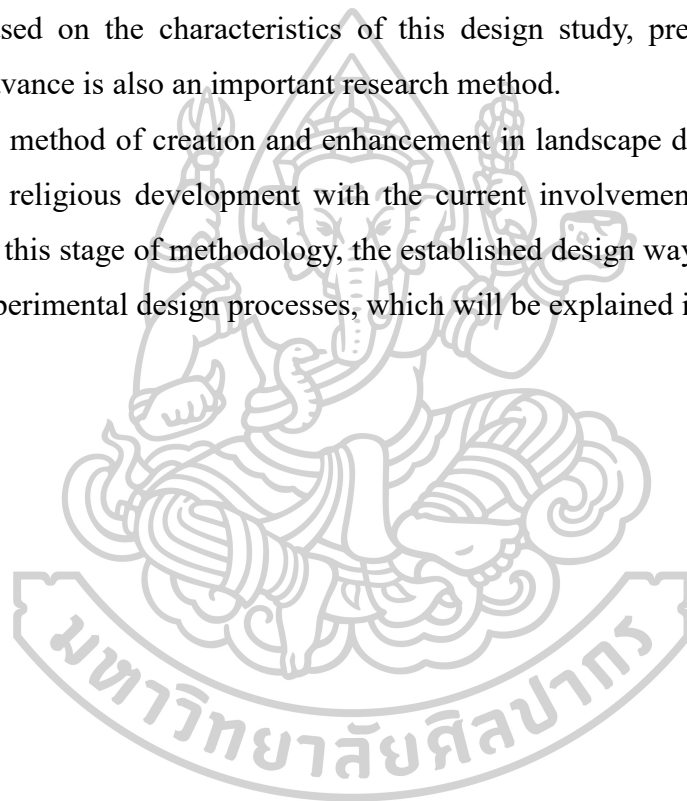 sed on the characteristics of this design study, pre
vance is also an important research method.
method of creation and enhancement in landscape d
religious development with the current involvemen
this stage of methodology, the established design way
perimental design processes, which will be explained i
มหาวิทยาลัยศิลปากร